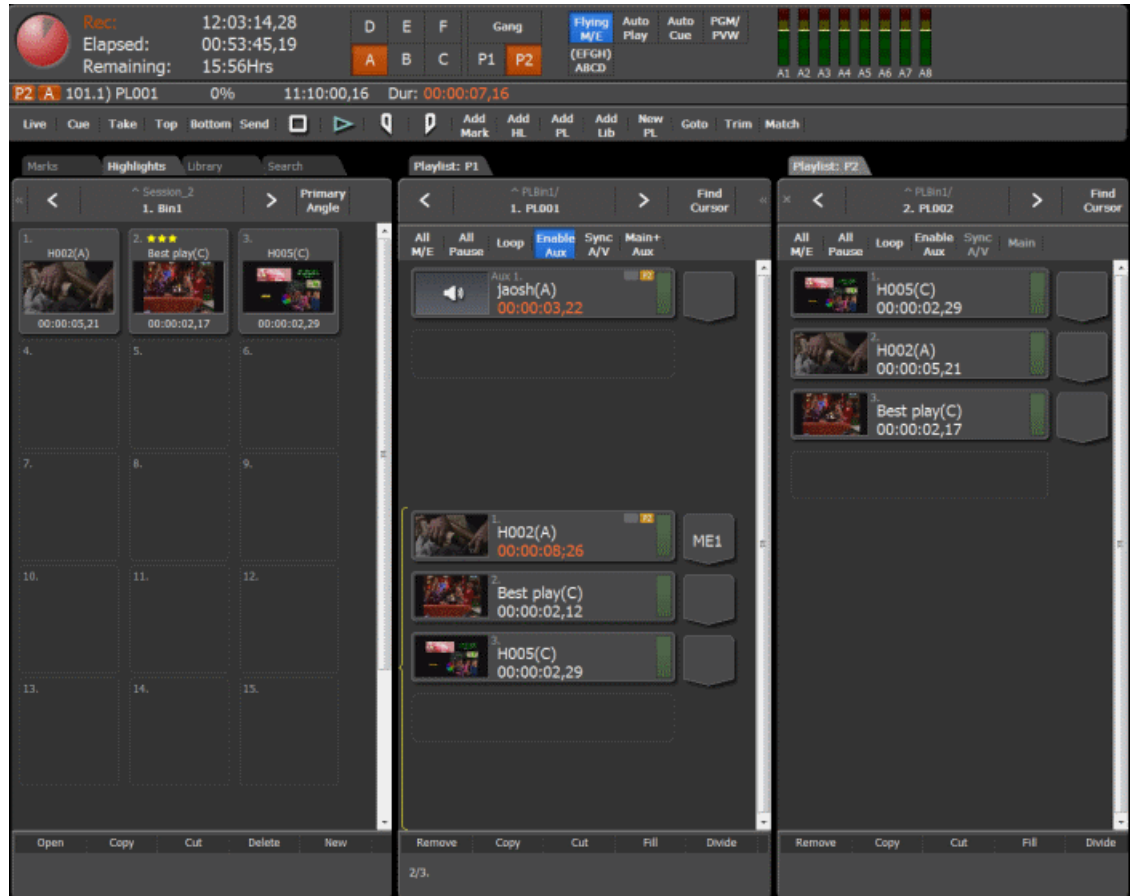 Rec: 12:03:14,28
Elapsed: 00:53:45,19
Remaining: 15:56Hrs
D E F
A B C
Gang
P1 P2
Flying M/E
Auto Play
Auto Cue
PGM/ PVW
(EFGH) ABCD
A1 A2 A3 A4 A5 A6 A7 A8
P2 A 101.1) PL001 0% 11:10:00,16 Dur: 00:00:07,16
Live Cue Take Top Bottom Send Add Mark Add HL Add PL Add Lib New PL Goto Trim Match
Marks Highlights Library Search
< ^ Session_2 > Primary Angle
1. Bin1
1. H002(A)
00:00:05,21
2. ★★★ Best play(C)
00:00:02,17
3. H005(C)
00:00:02,29
4. 5. 6.
7. 8. 9.
10. 11. 12.
13. 14. 15.
Open Copy Cut Delete New
Playlist: P1
< ^ PLBin1/ > Find Cursor
1. PL001
All M/E All Pause Loop Enable Aux Sync A/V Main+ Aux
Aux 1. P2
jaosh(A)
00:00:03,22
1. P2
H002(A)
00:00:08;26
ME1
2.
Best play(C)
00:00:02,12
3.
H005(C)
00:00:02,29
Remove Copy Cut Fill Divide
2/3.
Playlist: P2
× < ^ PLBin1/ > Find Cursor
2. PL002
All M/E All Pause Loop Enable Aux Sync A/V Main
1.
H005(C)
00:00:02,29
2.
H002(A)
00:00:05,21
3.
Best play(C)
00:00:02,17
Remove Copy Cut Fill Divide